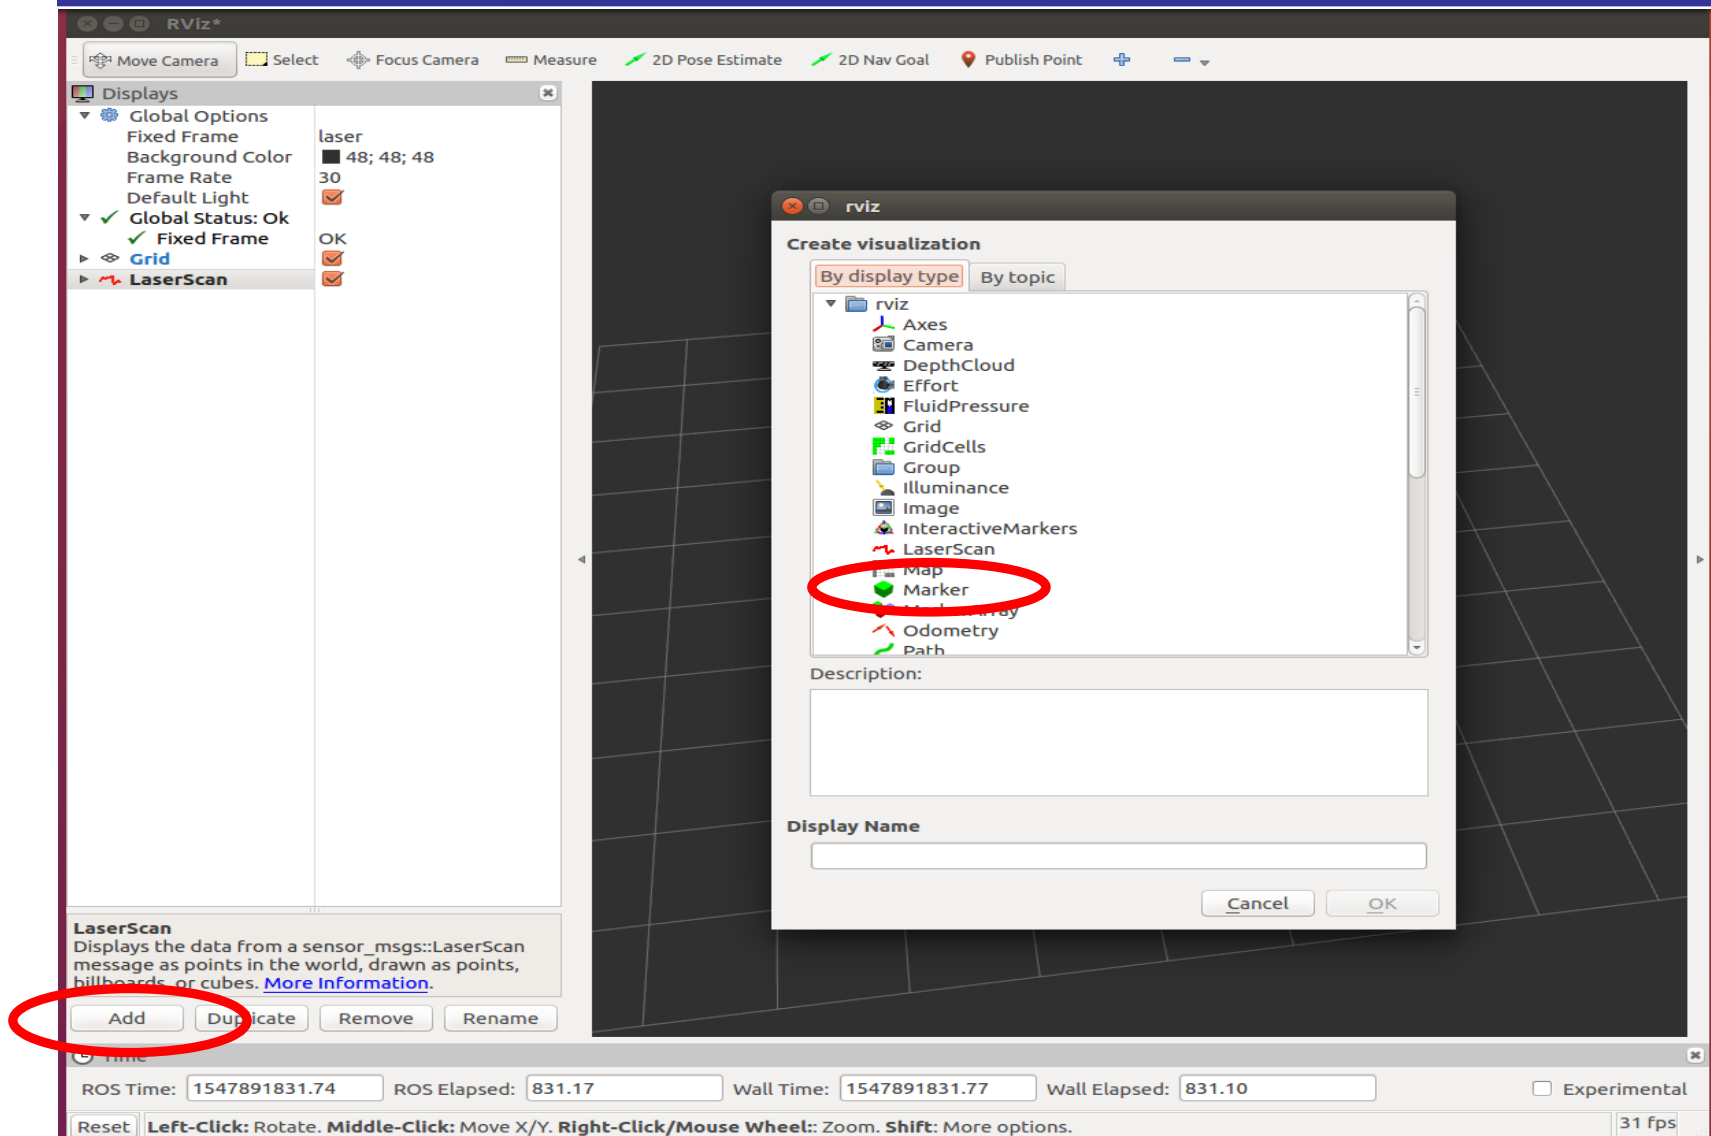 RViz*
Move Camera Select Focus Camera Measure 2D Pose Estimate 2D Nav Goal Publish Point
Displays
Global Options
Fixed Frame laser
Background Color 48; 48; 48
Frame Rate 30
Default Light
Global Status: Ok
Fixed Frame OK
Grid
LaserScan
rviz
Create visualization
By display type By topic
rviz
Axes
Camera
DepthCloud
Effort
FluidPressure
Grid
GridCells
Group
Illuminance
Image
InteractiveMarkers
LaserScan
Map
Marker
MarkerArray
Odometry
Path
Description:
Display Name
Cancel OK
LaserScan
Displays the data from a sensor_msgs::LaserScan
message as points in the world, drawn as points,
billboards, or cubes. More Information.
Add Duplicate Remove Rename
Time
ROS Time: 1547891831.74 ROS Elapsed: 831.17 Wall Time: 1547891831.77 Wall Elapsed: 831.10 Experimental
Reset Left-Click: Rotate. Middle-Click: Move X/Y. Right-Click/Mouse Wheel:: Zoom. Shift: More options. 31 fps